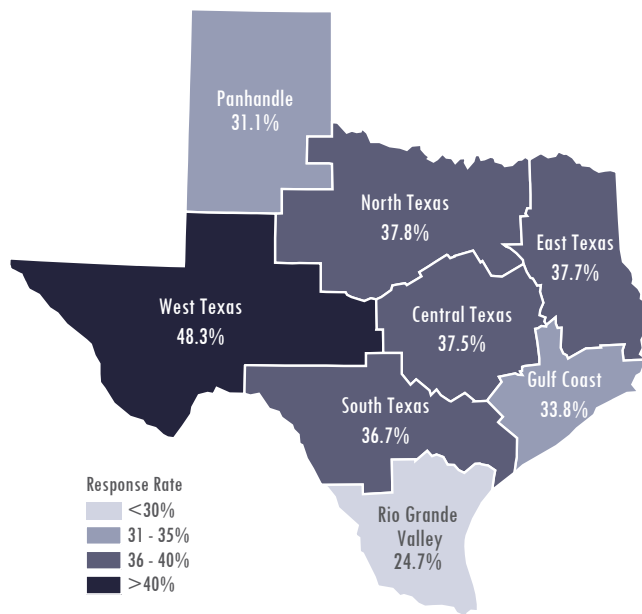 Panhandle
31.1%
North Texas
37.8%
East Texas
37.7%
West Texas
48.3%
Central Texas
37.5%
Gulf Coast
33.8%
South Texas
36.7%
Rio Grande
Valley
24.7%
Response Rate
<30%
31 - 35%
36 - 40%
>40%